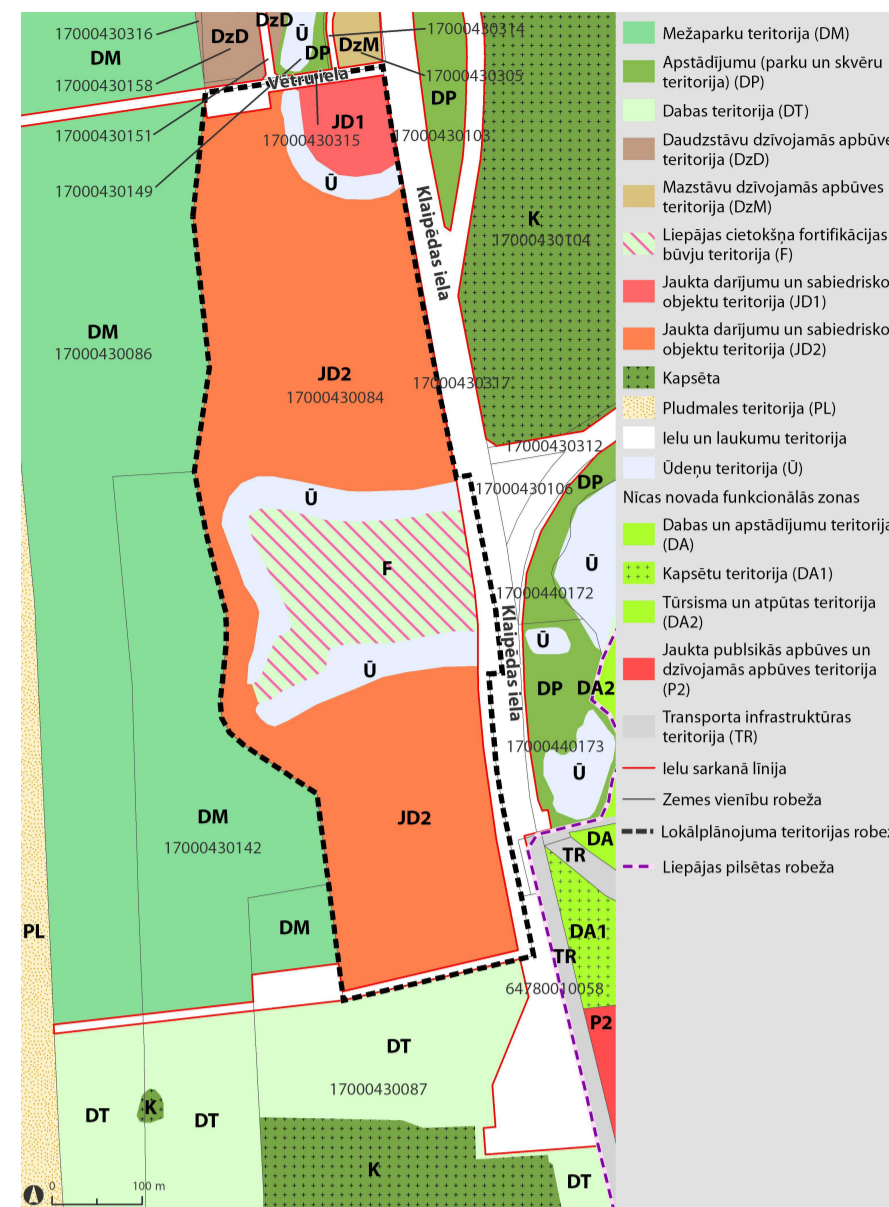 17000430316
DM
DzD
DzD
Ū
DP
DzM
17000430314
17000430158
17000430305
Vētru iela
DP
17000430151
JD1
17000430315
17000430103
17000430149
Ū
Klaipēdas iela
K
17000430104
DM
17000430086
JD2
17000430084
17000430317
17000430312
17000430106
DP
Ū
F
Ū
17000440172
Klaipēdas iela
Ū
Ū
DP
DA2
17000440173
Ū
DM
17000430142
JD2
DA
TR
DM
PL
DA1
TR
64780010058
P2
DT
17000430087
DT
K
DT
K
DT
0
100 m
Mežaparku teritorija (DM)
Apstādījumu (parku un skvēru
teritorija) (DP)
Dabas teritorija (DT)
Daudzstāvu dzīvojamās apbūve
teritorija (DzD)
Mazstāvu dzīvojamās apbūves
teritorija (DzM)
Liepājas cietokšņa fortifikācijas
būvju teritorija (F)
Jaukta darījumu un sabiedrisko
objektu teritorija (JD1)
Jaukta darījumu un sabiedrisko
objektu teritorija (JD2)
Kapsēta
Pludmales teritorija (PL)
Ielu un laukumu teritorija
Ūdeņu teritorija (Ū)
Nīcas novada funkcionālās zonas
Dabas un apstādījumu teritorija
(DA)
Kapsētu teritorija (DA1)
Tūrsisma un atpūtas teritorija
(DA2)
Jaukta publsikās apbūves un
dzīvojamās apbūves teritorija
(P2)
Transporta infrastruktūras
teritorija (TR)
Ielu sarkanā līnija
Zemes vienību robeža
Lokālplānojuma teritorijas robež
Liepājas pilsētas robeža